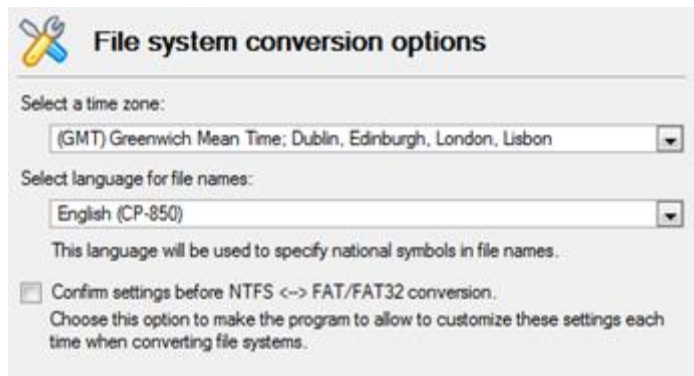 File system conversion options
Select a time zone:
(GMT) Greenwich Mean Time; Dublin, Edinburgh, London, Lisbon
Select language for file names:
English (CP-850)
This language will be used to specify national symbols in file names.
Confirm settings before NTFS <--> FAT/FAT32 conversion.
Choose this option to make the program to allow to customize these settings each
time when converting file systems.